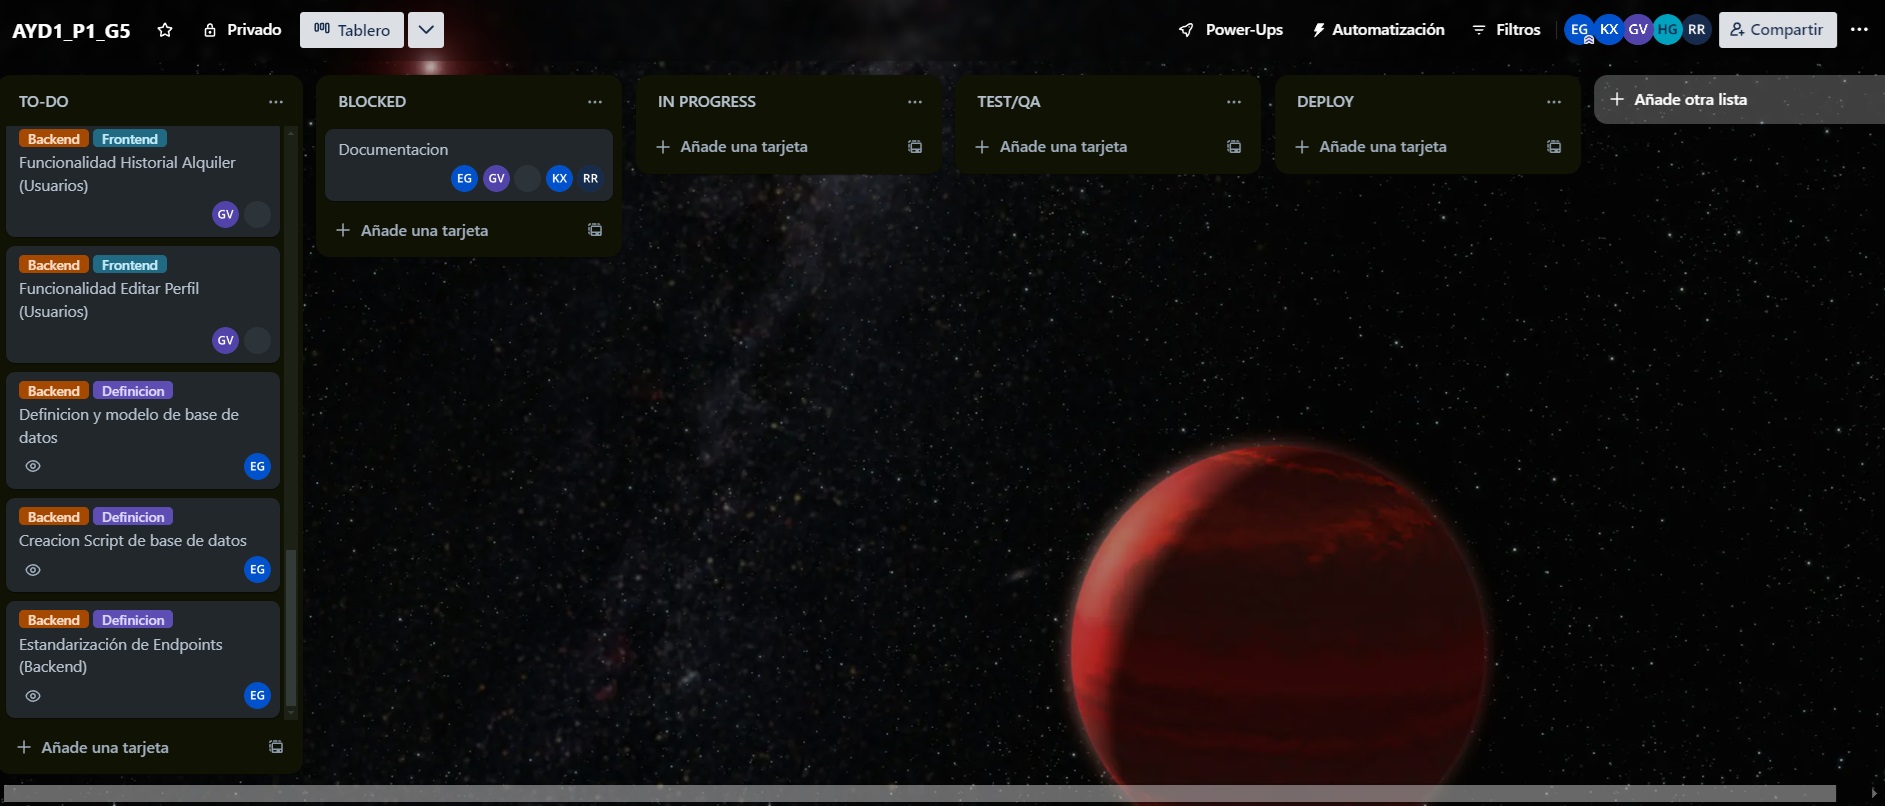 AYD1_P1_G5
Privado
Tablero
Power-Ups
Automatización
Filtros
EG
KX
GV
HG
RR
Compartir
TO-DO
Backend Frontend
Funcionalidad Historial Alquiler
(Usuarios)
GV
Backend Frontend
Funcionalidad Editar Perfil
(Usuarios)
GV
Backend Definicion
Definicion y modelo de base de
datos
EG
Backend Definicion
Creacion Script de base de datos
EG
Backend Definicion
Estandarización de Endpoints
(Backend)
EG
Añade una tarjeta
BLOCKED
Documentacion
EG GV KX RR
Añade una tarjeta
IN PROGRESS
Añade una tarjeta
TEST/QA
Añade una tarjeta
DEPLOY
Añade una tarjeta
Añade otra lista